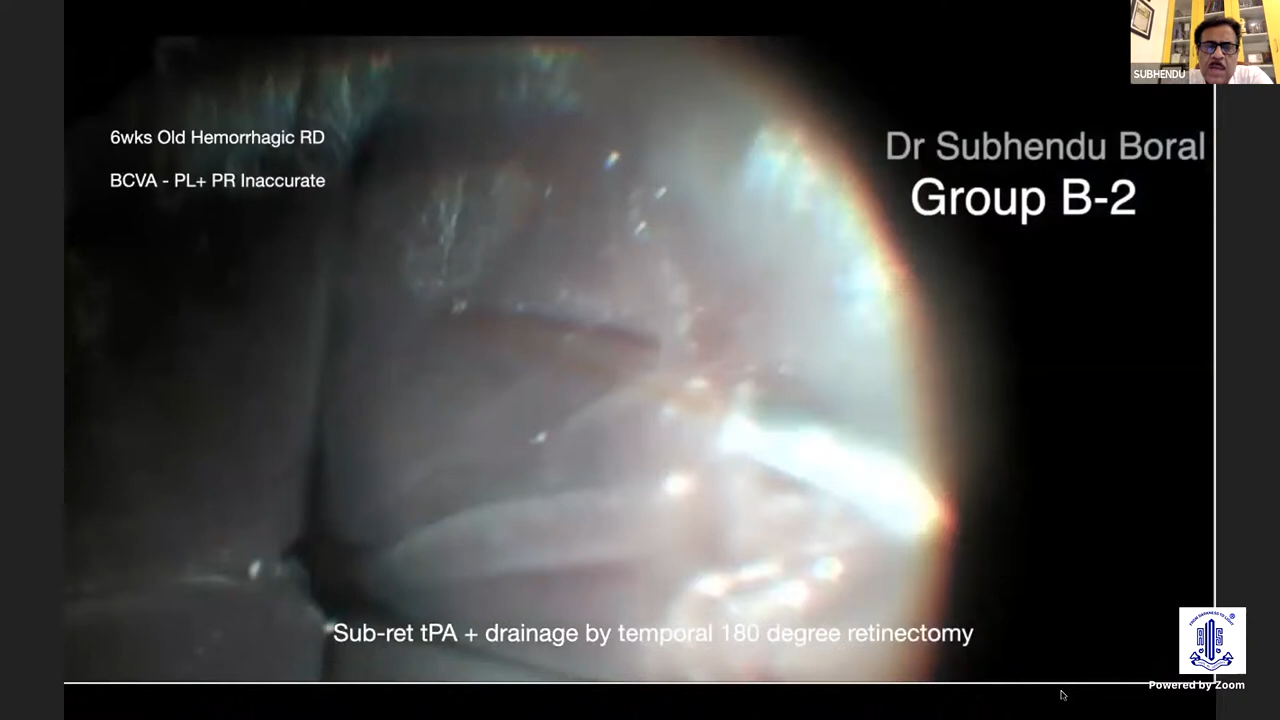 SUBHENDU
6wks Old Hemorrhagic RD
BCVA - PL+ PR Inaccurate
Dr Subhendu Boral
Group B-2
Sub-ret tPA + drainage by temporal 180 degree retinectomy
Powered by Zoom